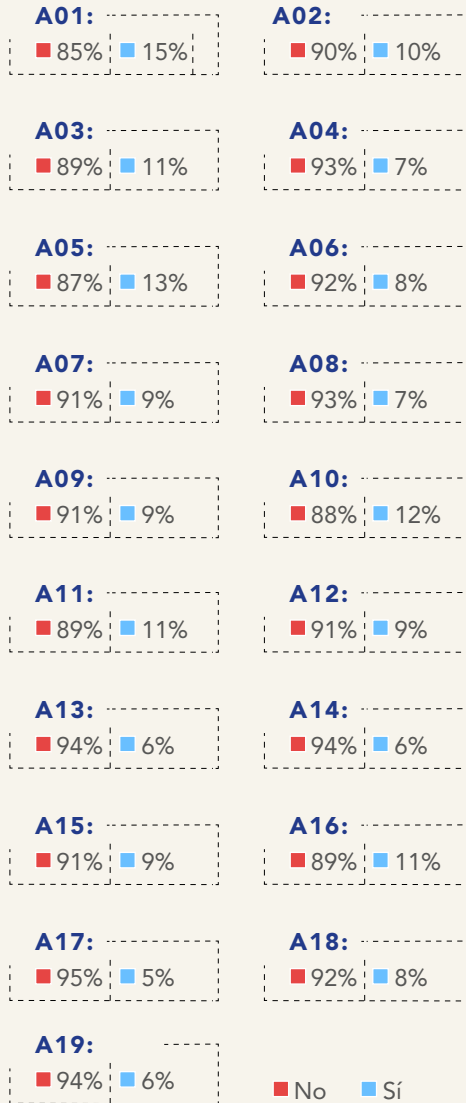 A01: A02:
85% 15% 90% 10%
A03: A04:
89% 11% 93% 7%
A05: A06:
87% 13% 92% 8%
A07: A08:
91% 9% 93% 7%
A09: A10:
91% 9% 88% 12%
A11: A12:
89% 11% 91% 9%
A13: A14:
94% 6% 94% 6%
A15: A16:
91% 9% 89% 11%
A17: A18:
95% 5% 92% 8%
A19:
94% 6%
No Sí